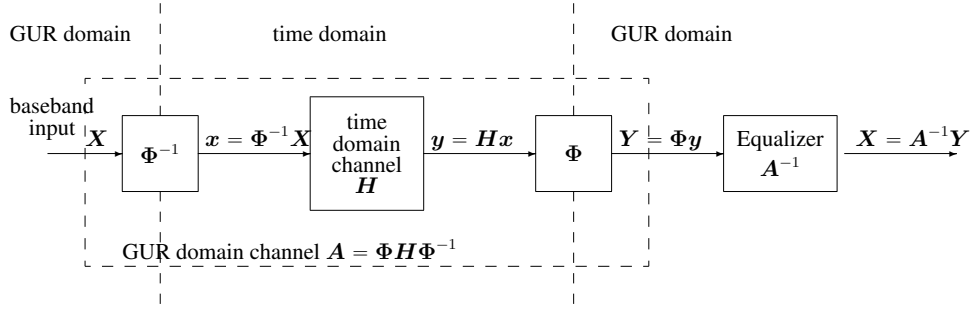 GUR domain
time domain
GUR domain
baseband
input
X
Φ⁻¹
x = Φ⁻¹X
time
domain
channel
H
y = Hx
Φ
Y = Φy
Equalizer
A⁻¹
X = A⁻¹Y
GUR domain channel A = ΦHΦ⁻¹